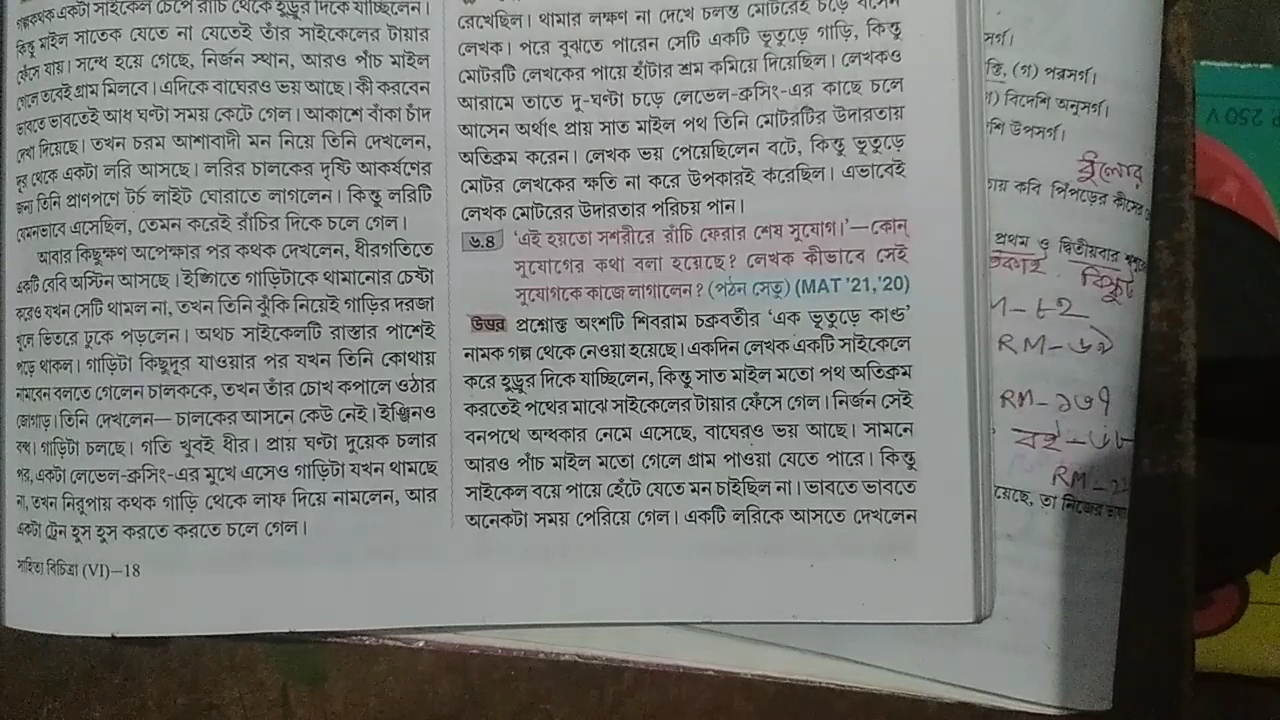 গল্পকথক একটা সাইকেল চেপে রাঁচি থেকে হুডুর দিকে যাচ্ছিলেন।
কিন্তু মাইল সাতেক যেতে না যেতেই তাঁর সাইকেলের টায়ার
ফেঁসে যায়। সন্ধে হয়ে গেছে, নির্জন স্থান, আরও পাঁচ মাইল
গেলে তবেই গ্রাম মিলবে। এদিকে বাঘেরও ভয় আছে। কী করবেন
ভাবতে ভাবতেই আধ ঘণ্টা সময় কেটে গেল। আকাশে বাঁকা চাঁদ
দেখা দিয়েছে। তখন চরম আশাবাদী মন নিয়ে তিনি দেখলেন,
দূর থেকে একটা লরি আসছে। লরির চালকের দৃষ্টি আকর্ষণের
জন্য তিনি প্রাণপণে টর্চ লাইট ঘোরাতে লাগলেন। কিন্তু লরিটি
যেমনভাবে এসেছিল, তেমন করেই রাঁচির দিকে চলে গেল।
আবার কিছুক্ষণ অপেক্ষার পর কথক দেখলেন, ধীরগতিতে
একটি বেবি অস্টিন আসছে। ইঙ্গিতে গাড়িটাকে থামানোর চেষ্টা
করেও যখন সেটি থামল না, তখন তিনি ঝুঁকি নিয়েই গাড়ির দরজা
খুলে ভিতরে ঢুকে পড়লেন। অথচ সাইকেলটি রাস্তার পাশেই
পড়ে থাকল। গাড়িটা কিছুদূর যাওয়ার পর যখন তিনি কোথায়
নামবেন বলতে গেলেন চালককে, তখন তাঁর চোখ কপালে ওঠার
জোগাড়। তিনি দেখলেন— চালকের আসনে কেউ নেই। ইঞ্জিনও
বন্ধ। গাড়িটা চলছে। গতি খুবই ধীর। প্রায় ঘণ্টা দুয়েক চলার
পর, একটা লেভেল-ক্রসিং-এর মুখে এসেও গাড়িটা যখন থামছে
না, তখন নিরুপায় কথক গাড়ি থেকে লাফ দিয়ে নামলেন, আর
একটা ট্রেন হুস হুস করতে করতে চলে গেল।
সাহিত্য বিচিত্রা (VI)—18
রেখেছিল। থামার লক্ষণ না দেখে চলন্ত মোটরেই চড়ে বসেন
লেখক। পরে বুঝতে পারেন সেটি একটি ভূতুড়ে গাড়ি, কিন্তু
মোটরটি লেখকের পায়ে হাঁটার শ্রম কমিয়ে দিয়েছিল। লেখকও
আরামে তাতে দু-ঘণ্টা চড়ে লেভেল-ক্রসিং-এর কাছে চলে
আসেন অর্থাৎ প্রায় সাত মাইল পথ তিনি মোটরটির উদারতায়
অতিক্রম করেন। লেখক ভয় পেয়েছিলেন বটে, কিন্তু ভূতুড়ে
মোটর লেখকের ক্ষতি না করে উপকারই করেছিল। এভাবেই
লেখক মোটরের উদারতার পরিচয় পান।
৬.৪ ‘এই হয়তো সশরীরে রাঁচি ফেরার শেষ সুযোগ।’—কোন্
সুযোগের কথা বলা হয়েছে? লেখক কীভাবে সেই
সুযোগকে কাজে লাগালেন? (পঠন সেতু) (MAT '21,'20)
উত্তর প্রশ্নোক্ত অংশটি শিবরাম চক্রবর্তীর ‘এক ভূতুড়ে কাণ্ড’
নামক গল্প থেকে নেওয়া হয়েছে। একদিন লেখক একটি সাইকেলে
করে হুডুর দিকে যাচ্ছিলেন, কিন্তু সাত মাইল মতো পথ অতিক্রম
করতেই পথের মাঝে সাইকেলের টায়ার ফেঁসে গেল। নির্জন সেই
বনপথে অন্ধকার নেমে এসেছে, বাঘেরও ভয় আছে। সামনে
আরও পাঁচ মাইল মতো গেলে গ্রাম পাওয়া যেতে পারে। কিন্তু
সাইকেল বয়ে পায়ে হেঁটে যেতে মন চাইছিল না। ভাবতে ভাবতে
অনেকটা সময় পেরিয়ে গেল। একটি লরিকে আসতে দেখলেন
সর্গ।
(গ) পরসর্গ।
বিদেশি অনুসর্গ।
শি উপসর্গ।
কবি পিঁপড়ের
প্রথম ও দ্বিতীয়বার
RM-৬৯
RM-১৬৭
বই-৬৮
RM-
য়েছে, তা নিজের
250 V